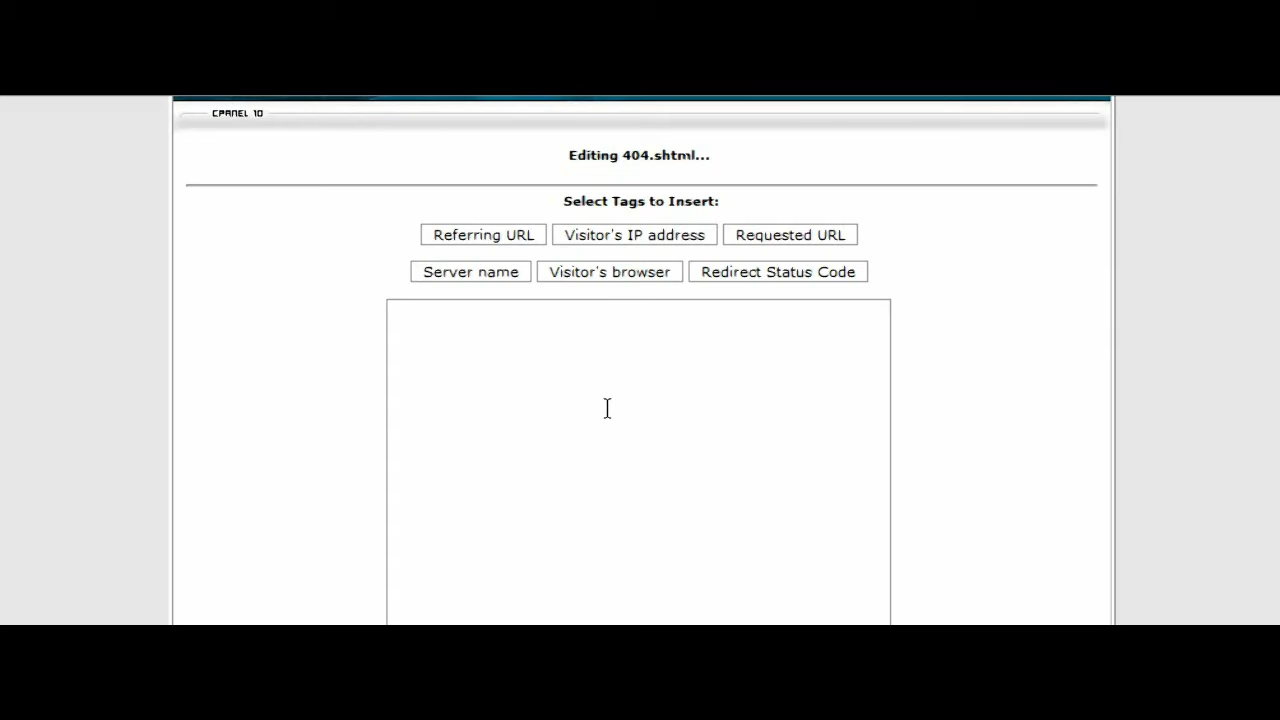 CPANEL 10
Editing 404.shtml...
Select Tags to Insert:
Referring URL Visitor's IP address Requested URL
Server name Visitor's browser Redirect Status Code